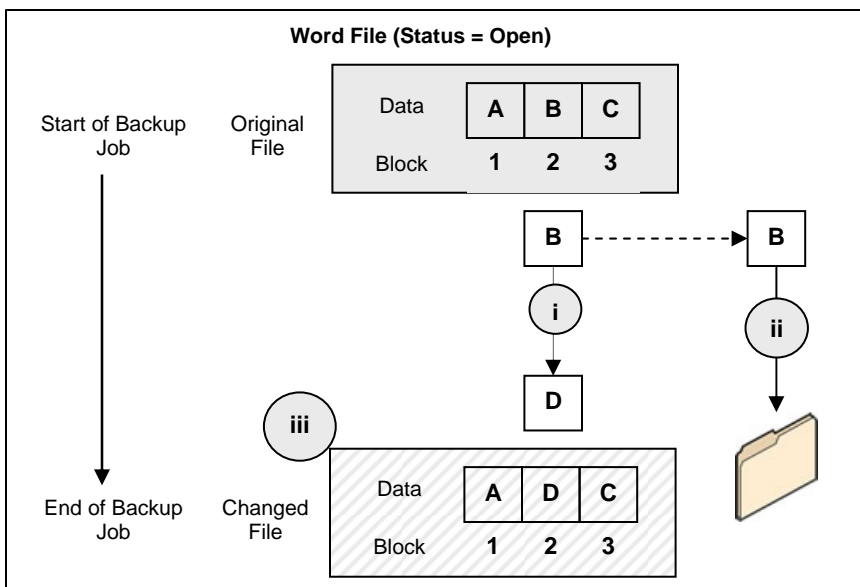 Word File (Status = Open)
Start of Backup
Job
Original
File
Data
A B C
Block
1 2 3
B
B
i
ii
D
iii
End of Backup
Job
Changed
File
Data
A D C
Block
1 2 3